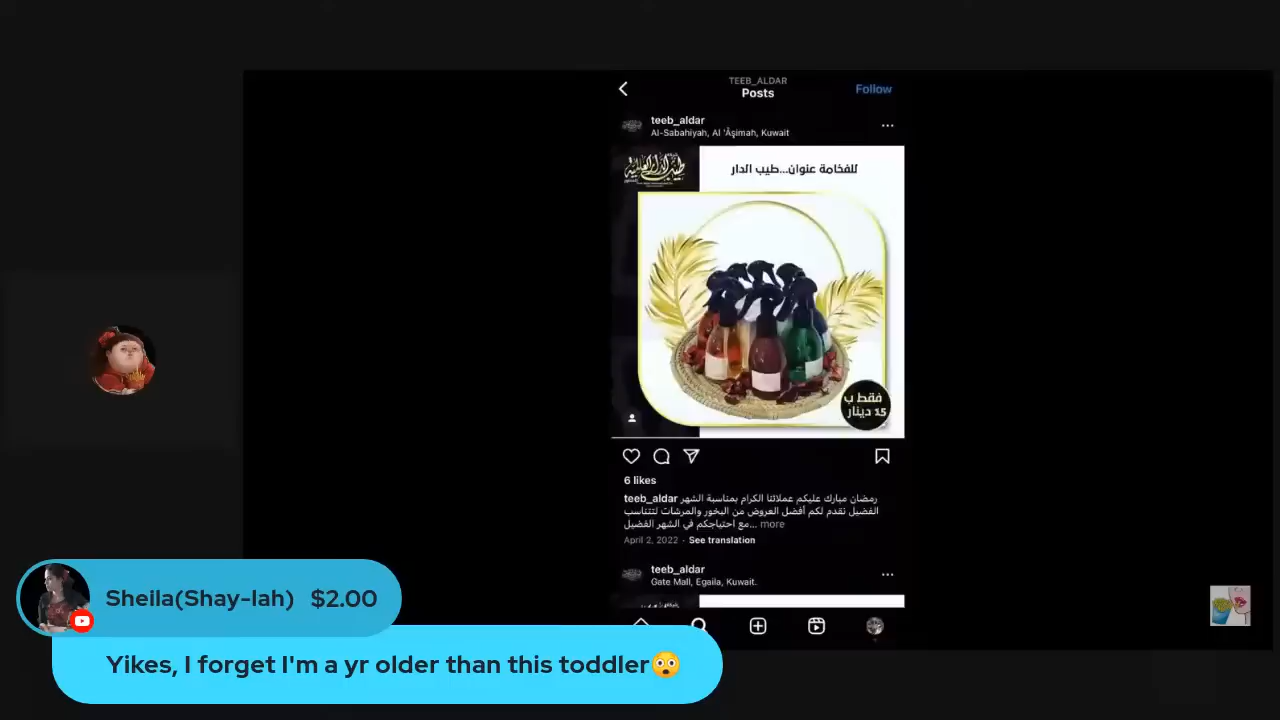 TEEB_ALDAR
Posts
Follow
teeb_aldar
Al-Sabahiyah, Al 'Āşimah, Kuwait
للفخامة عنوان...طيب الدار
فقط ب
15 دينار
6 likes
teeb_aldar رمضان مبارك عليكم عملائنا الكرام بمناسبة الشهر
الفضيل نقدم لكم أفضل العروض من البخور والمرشات لتتناسب
مع احتياجكم في الشهر الفضيل... more
April 2, 2022 · See translation
teeb_aldar
Gate Mall, Egaila, Kuwait.
Sheila(Shay-lah) $2.00
Yikes, I forget I'm a yr older than this toddler😳